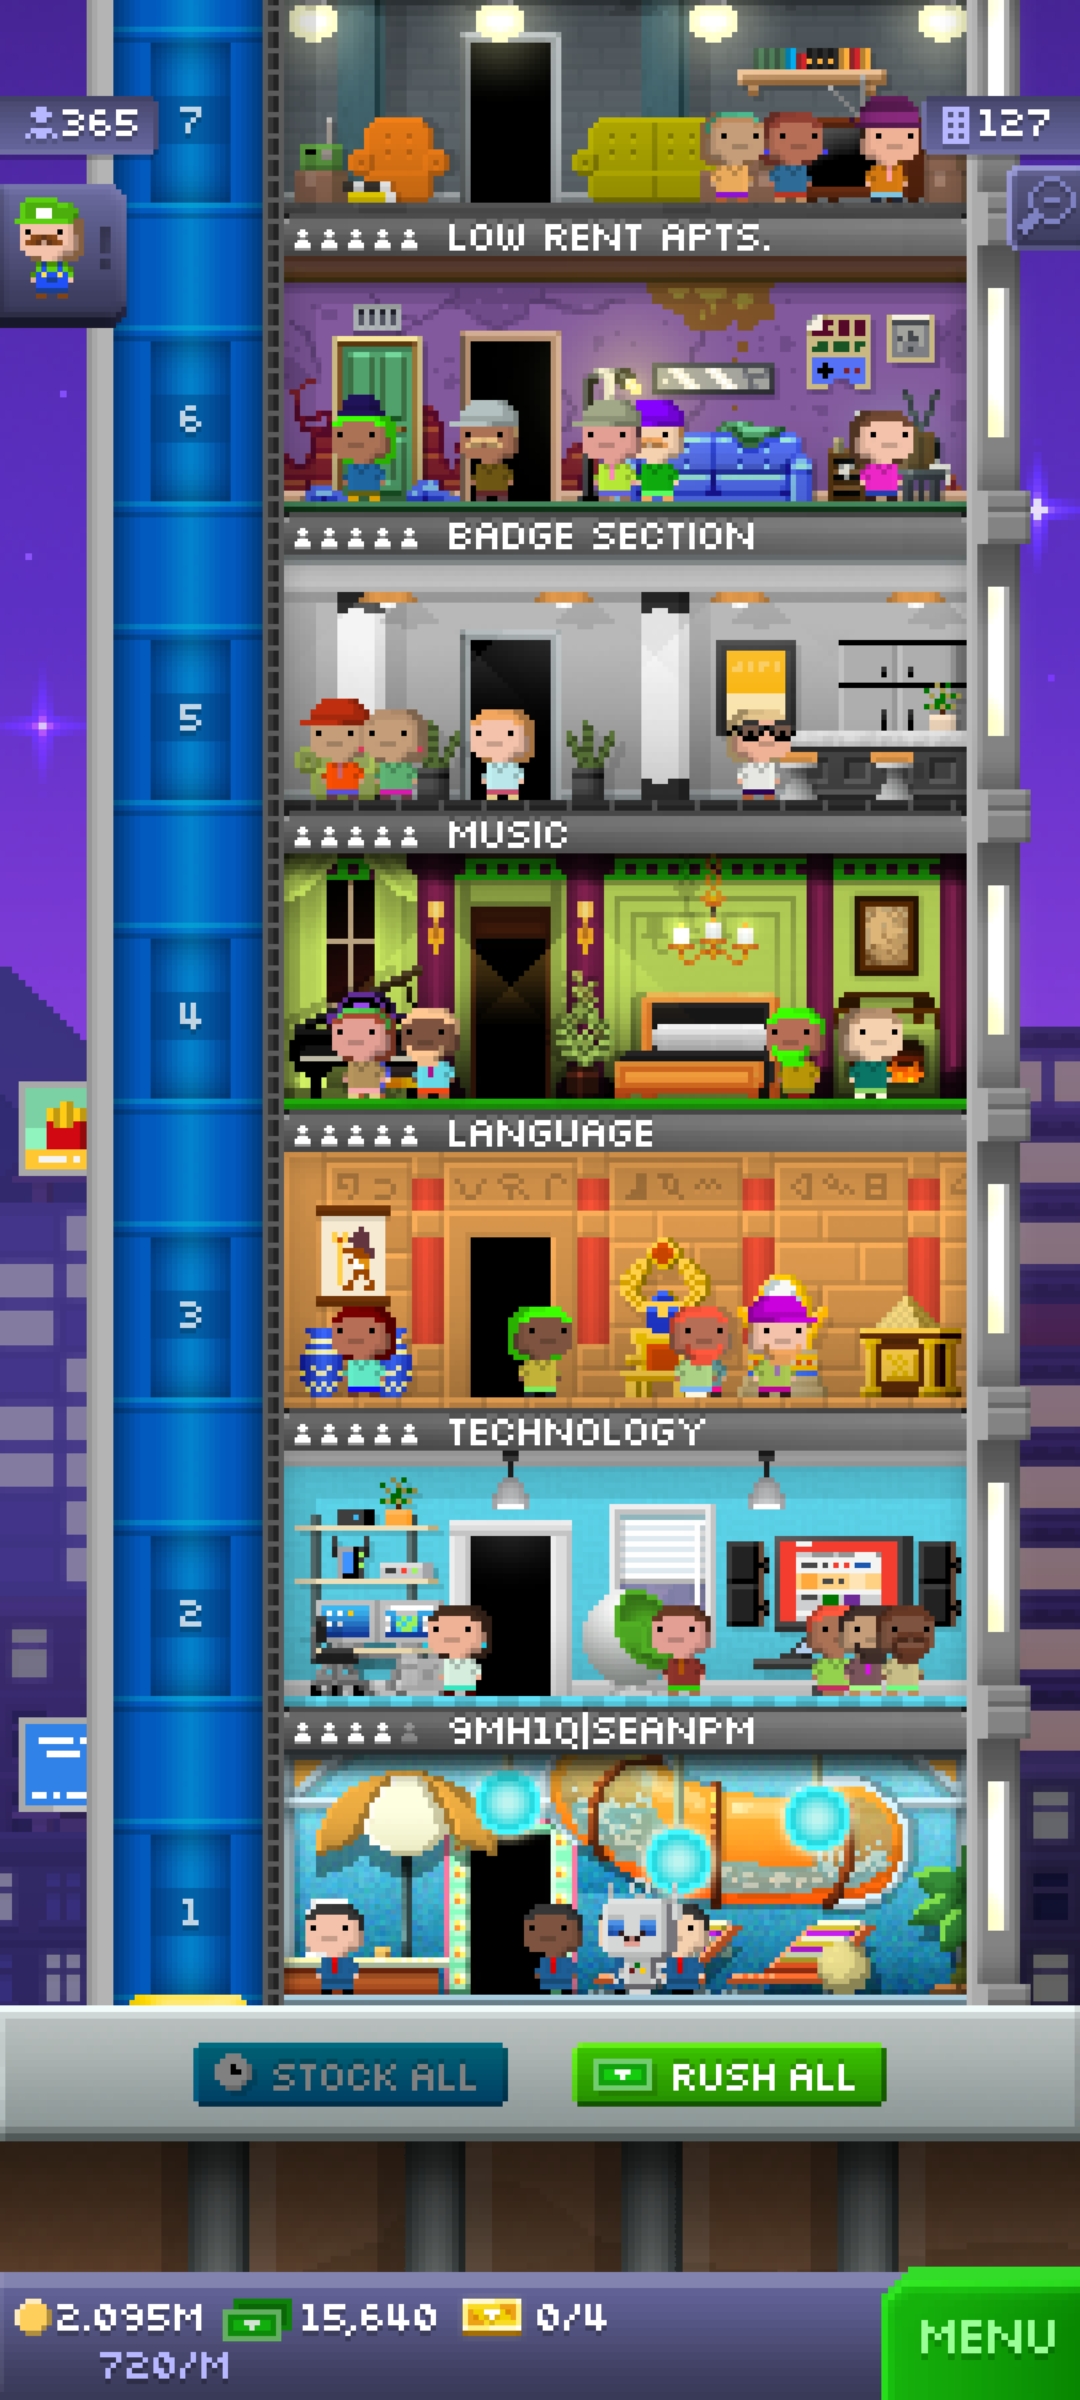 7
365
127
LOW RENT APTS.
6
BADGE SECTION
5
MUSIC
4
LANGUAGE
3
TECHNOLOGY
2
9MH1Q|SEANPM
1
STOCK ALL
RUSH ALL
2.095M
15,640
0/4
720/M
MENU